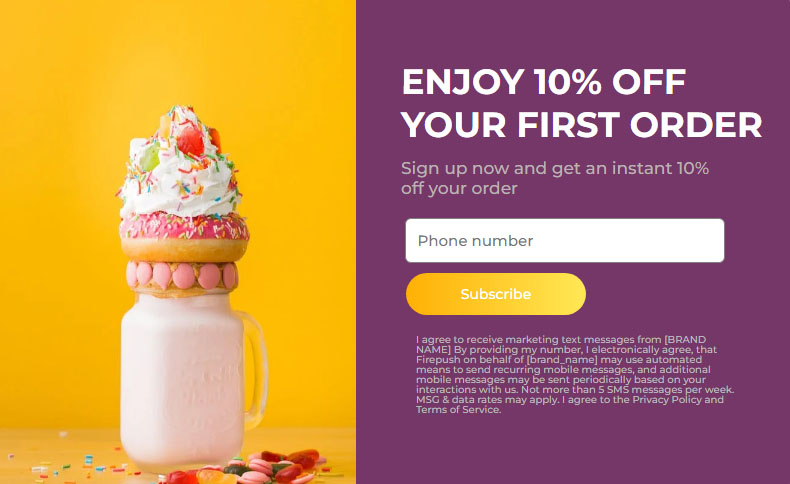 ENJOY 10% OFF
YOUR FIRST ORDER
Sign up now and get an instant 10%
off your order
Phone number
Subscribe
I agree to receive marketing text messages from [BRAND
NAME] By providing my number, I electronically agree, that
Firepush on behalf of [brand_name] may use automated
means to send recurring mobile messages, and additional
mobile messages may be sent periodically based on your
interactions with us. Not more than 5 SMS messages per week.
MSG & data rates may apply. I agree to the Privacy Policy and
Terms of Service.